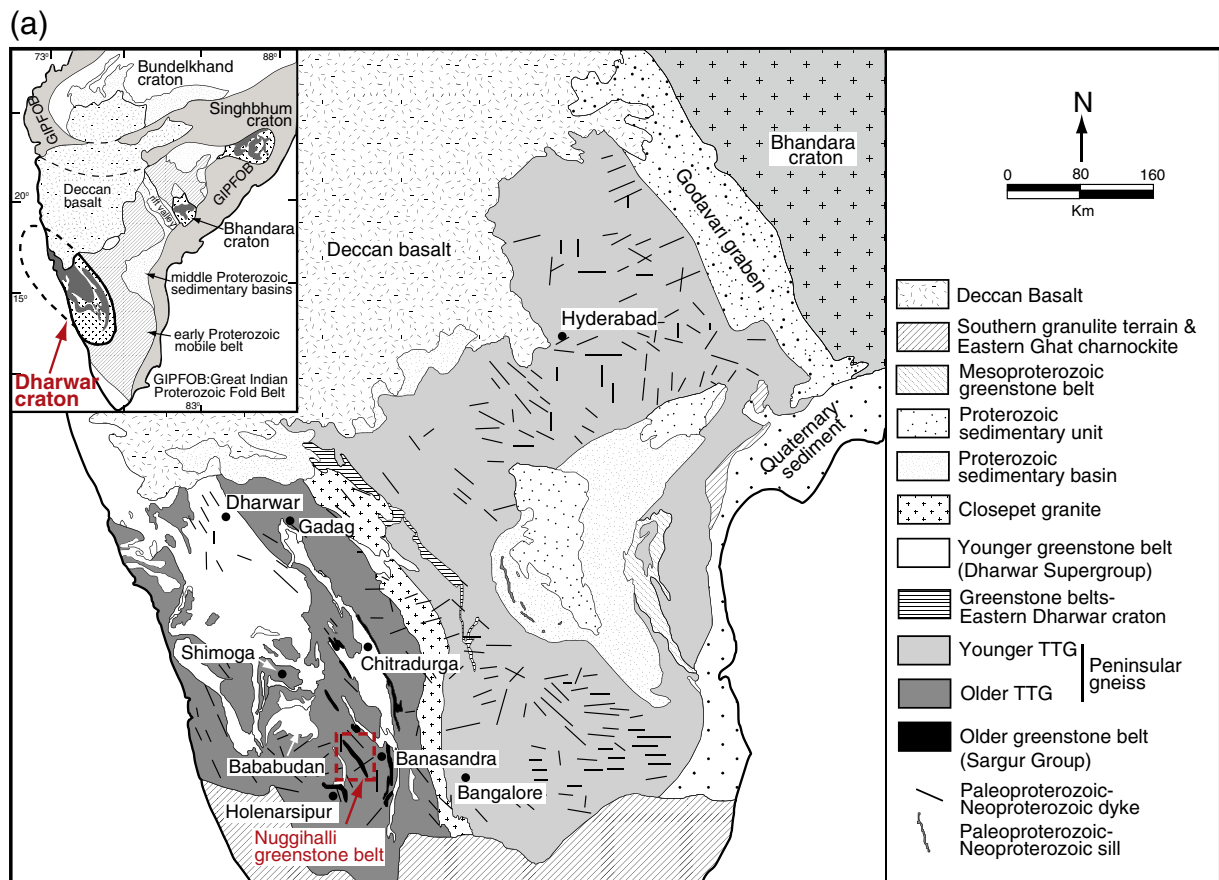 (a)
73°
88°
Bundelkhand
craton
GIPFOB
Singhbhum
craton
20°
Deccan
basalt
rift valley
GIPFOB
Bhandara
craton
15°
middle Proterozoic
sedimentary basins
early Proterozoic
mobile belt
Dharwar
craton
GIPFOB:Great Indian
Proterozoic Fold Belt
83°
Deccan basalt
Godavari graben
Bhandara
craton
Hyderabad
Quaternary
sediment
Dharwar
Gadag
Shimoga
Chitradurga
Bababudan
Banasandra
Bangalore
Holenarsipur
Nuggihalli
greenstone belt
N
0 80 160
Km
Deccan Basalt
Southern granulite terrain &
Eastern Ghat charnockite
Mesoproterozoic
greenstone belt
Proterozoic
sedimentary unit
Proterozoic
sedimentary basin
Closepet granite
Younger greenstone belt
(Dharwar Supergroup)
Greenstone belts-
Eastern Dharwar craton
Younger TTG
Older TTG
Peninsular
gneiss
Older greenstone belt
(Sargur Group)
Paleoproterozoic-
Neoproterozoic dyke
Paleoproterozoic-
Neoproterozoic sill